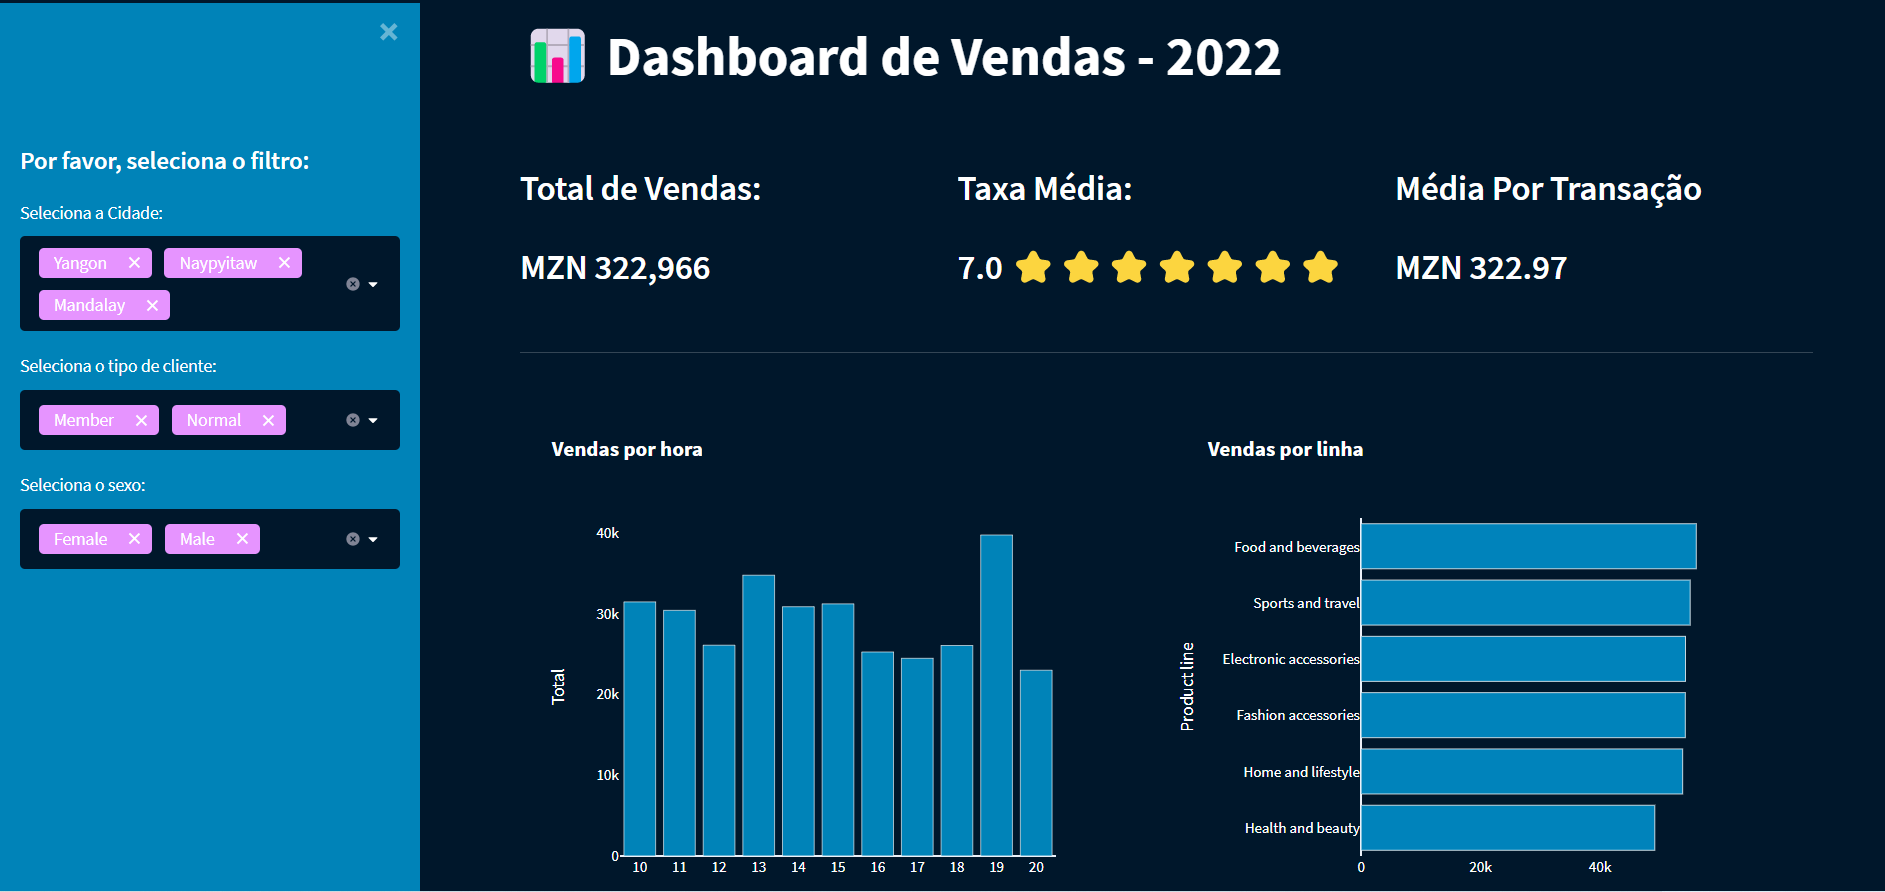 Por favor, seleciona o filtro:
Seleciona a Cidade:
Yangon
Naypyitaw
Mandalay
Seleciona o tipo de cliente:
Member
Normal
Seleciona o sexo:
Female
Male
Dashboard de Vendas - 2022
Total de Vendas:
MZN 322,966
Taxa Média:
7.0
Média Por Transação
MZN 322.97
Vendas por hora
Total
40k
30k
20k
10k
0
10 11 12 13 14 15 16 17 18 19 20
Vendas por linha
Product line
Food and beverages
Sports and travel
Electronic accessories
Fashion accessories
Home and lifestyle
Health and beauty
0 20k 40k